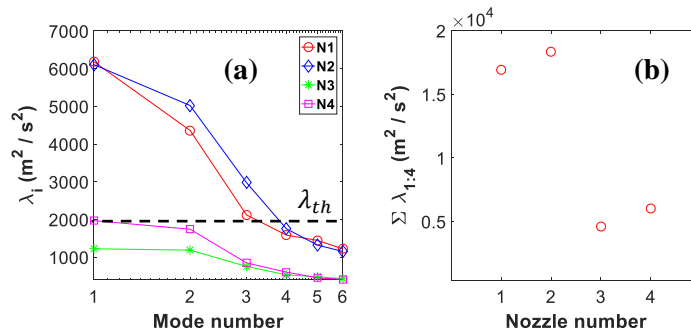 (a)
N1
N2
N3
N4
λth
7000
6000
5000
4000
3000
2000
1000
λi (m2 / s2)
1 2 3 4 5 6
Mode number
×104
(b)
2
1.5
1
0.5
Σ λ1:4 (m2 / s2)
1 2 3 4
Nozzle number